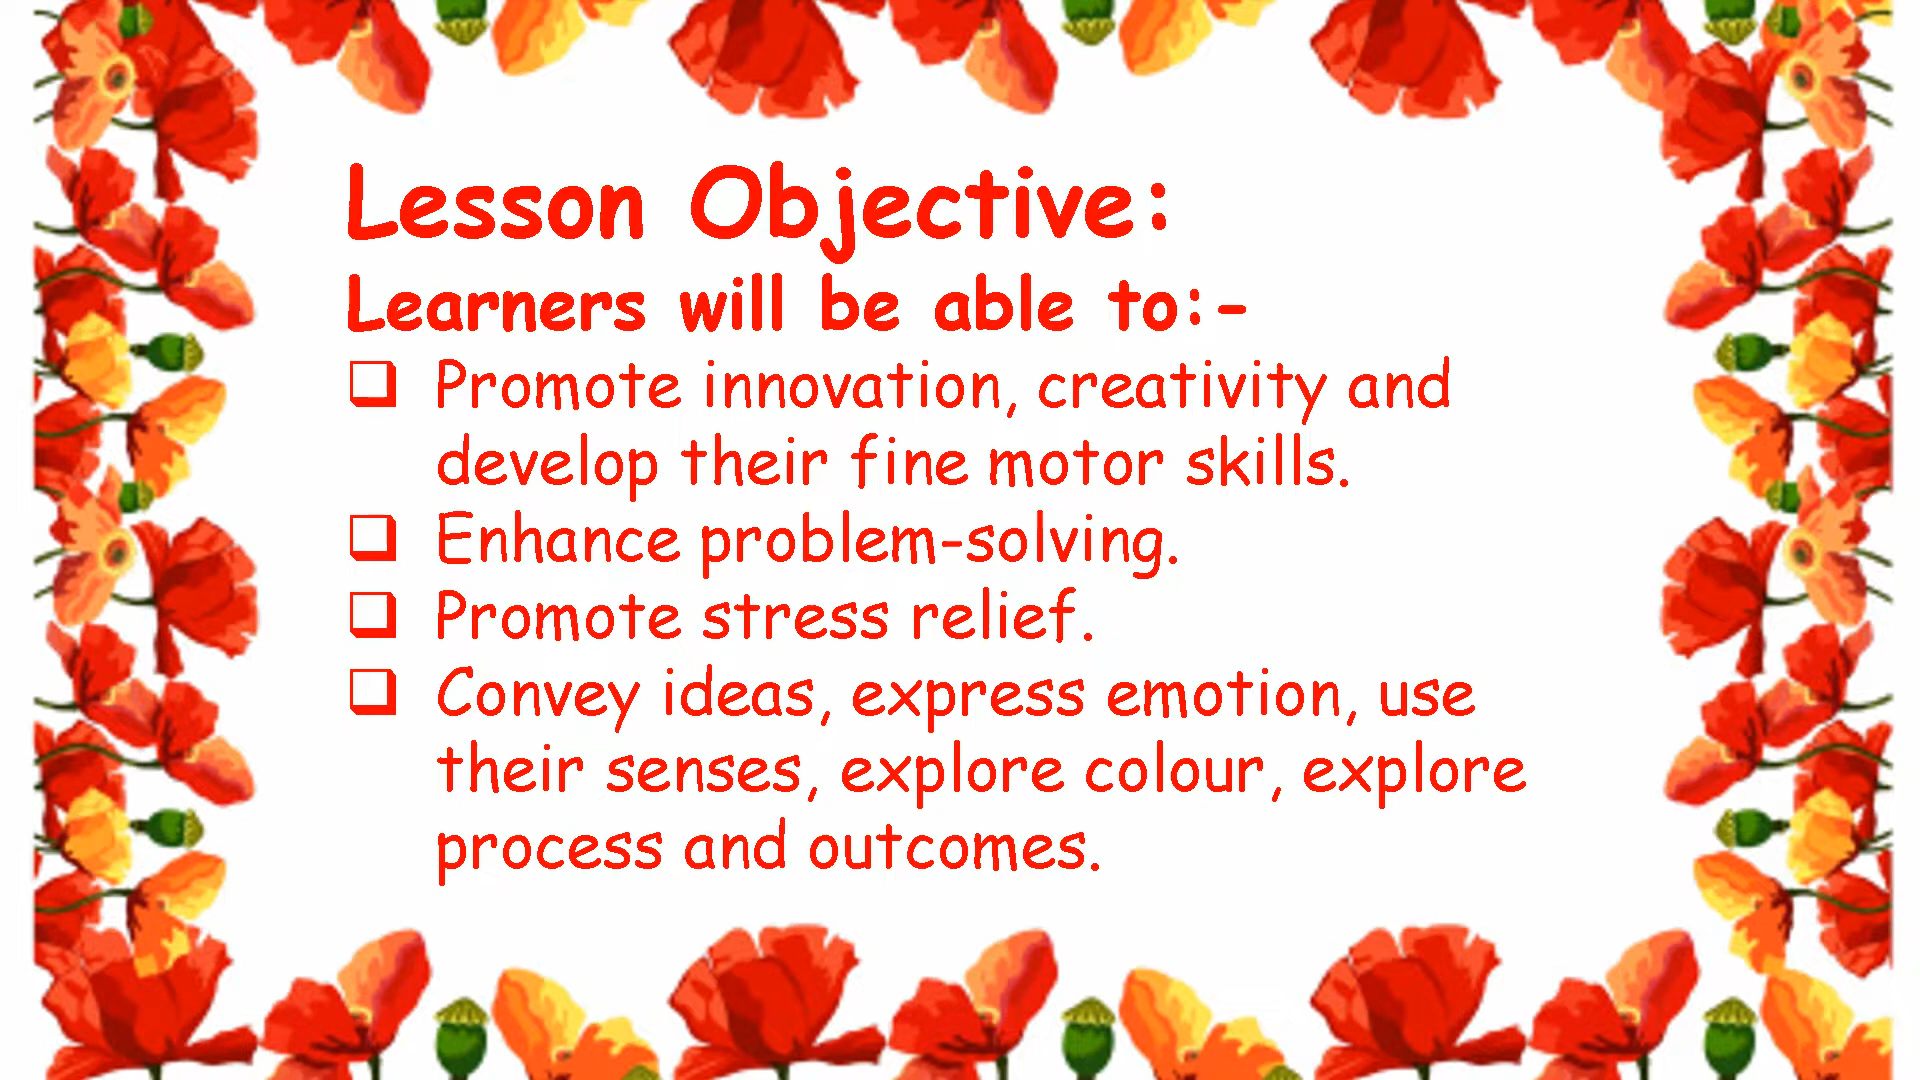 Lesson Objective:
Learners will be able to:-
❑ Promote innovation, creativity and
develop their fine motor skills.
❑ Enhance problem-solving.
❑ Promote stress relief.
❑ Convey ideas, express emotion, use
their senses, explore colour, explore
process and outcomes.